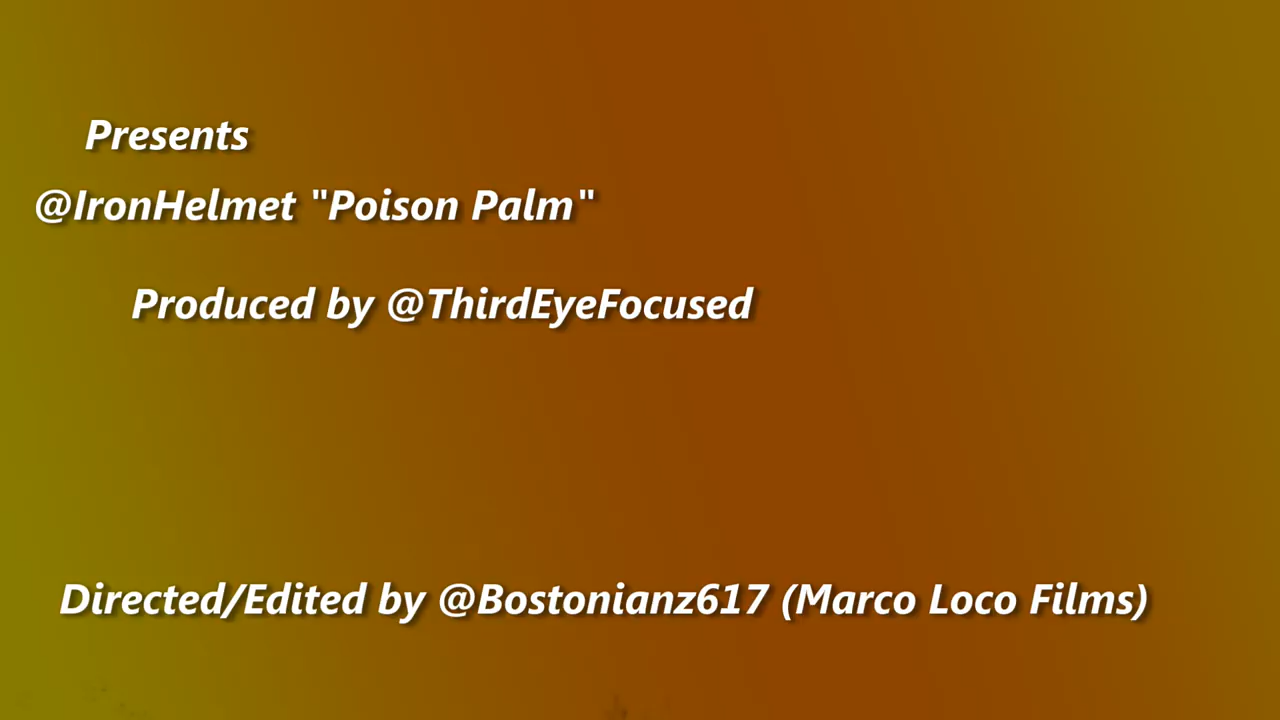 Presents
@IronHelmet "Poison Palm"
Produced by @ThirdEyeFocused
Directed/Edited by @Bostonianz617 (Marco Loco Films)